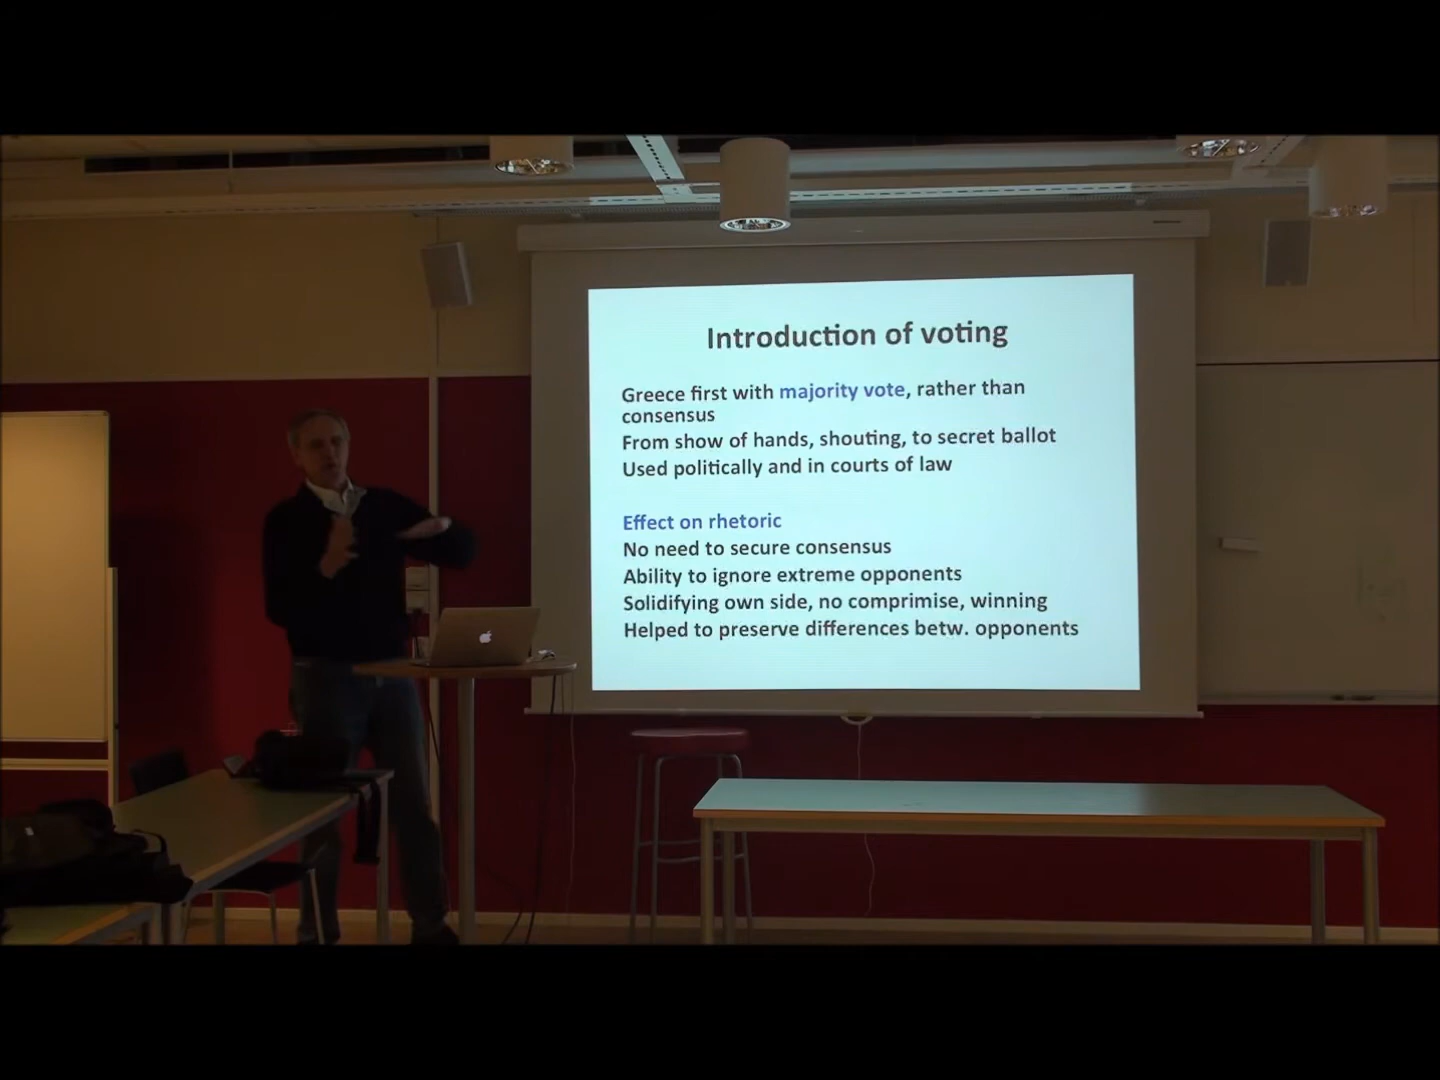 Introduction of voting
Greece first with majority vote, rather than
consensus
From show of hands, shouting, to secret ballot
Used politically and in courts of law
Effect on rhetoric
No need to secure consensus
Ability to ignore extreme opponents
Solidifying own side, no comprimise, winning
Helped to preserve differences betw. opponents